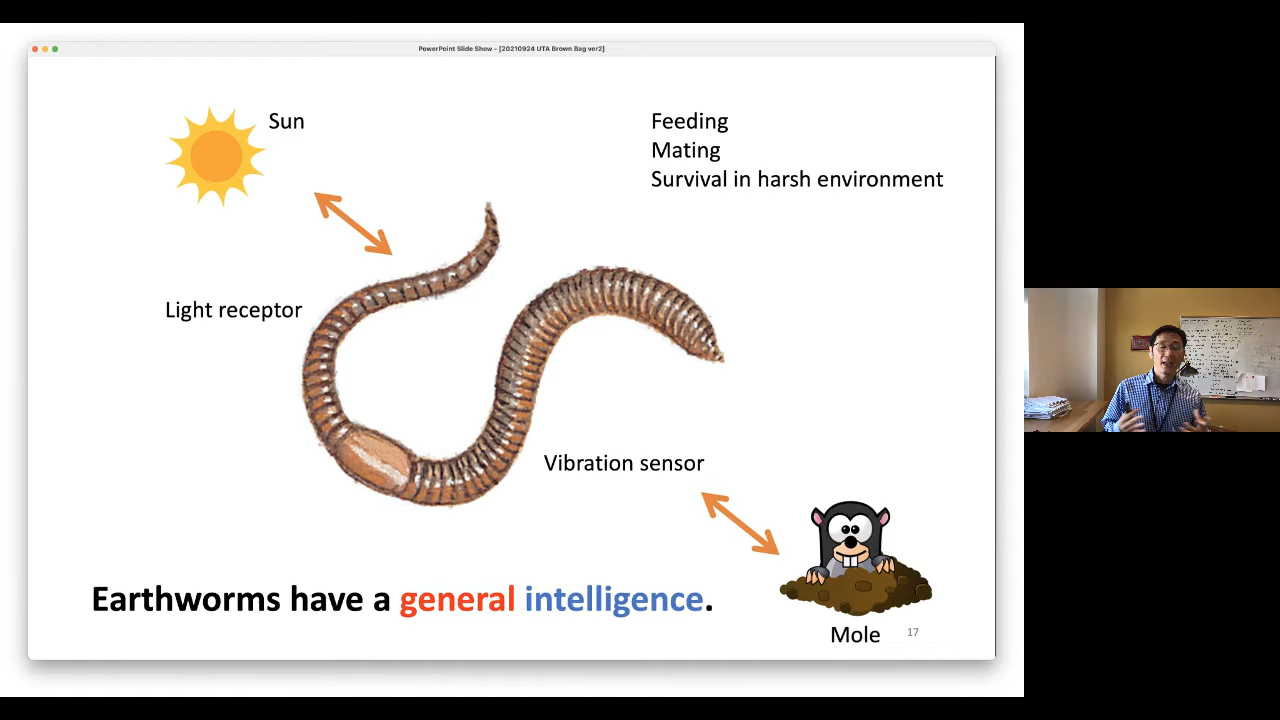 PowerPoint Slide Show - [20210924 UTA Brown Bag ver2]
Sun
Feeding
Mating
Survival in harsh environment
Light receptor
Vibration sensor
Earthworms have a general intelligence.
Mole
17